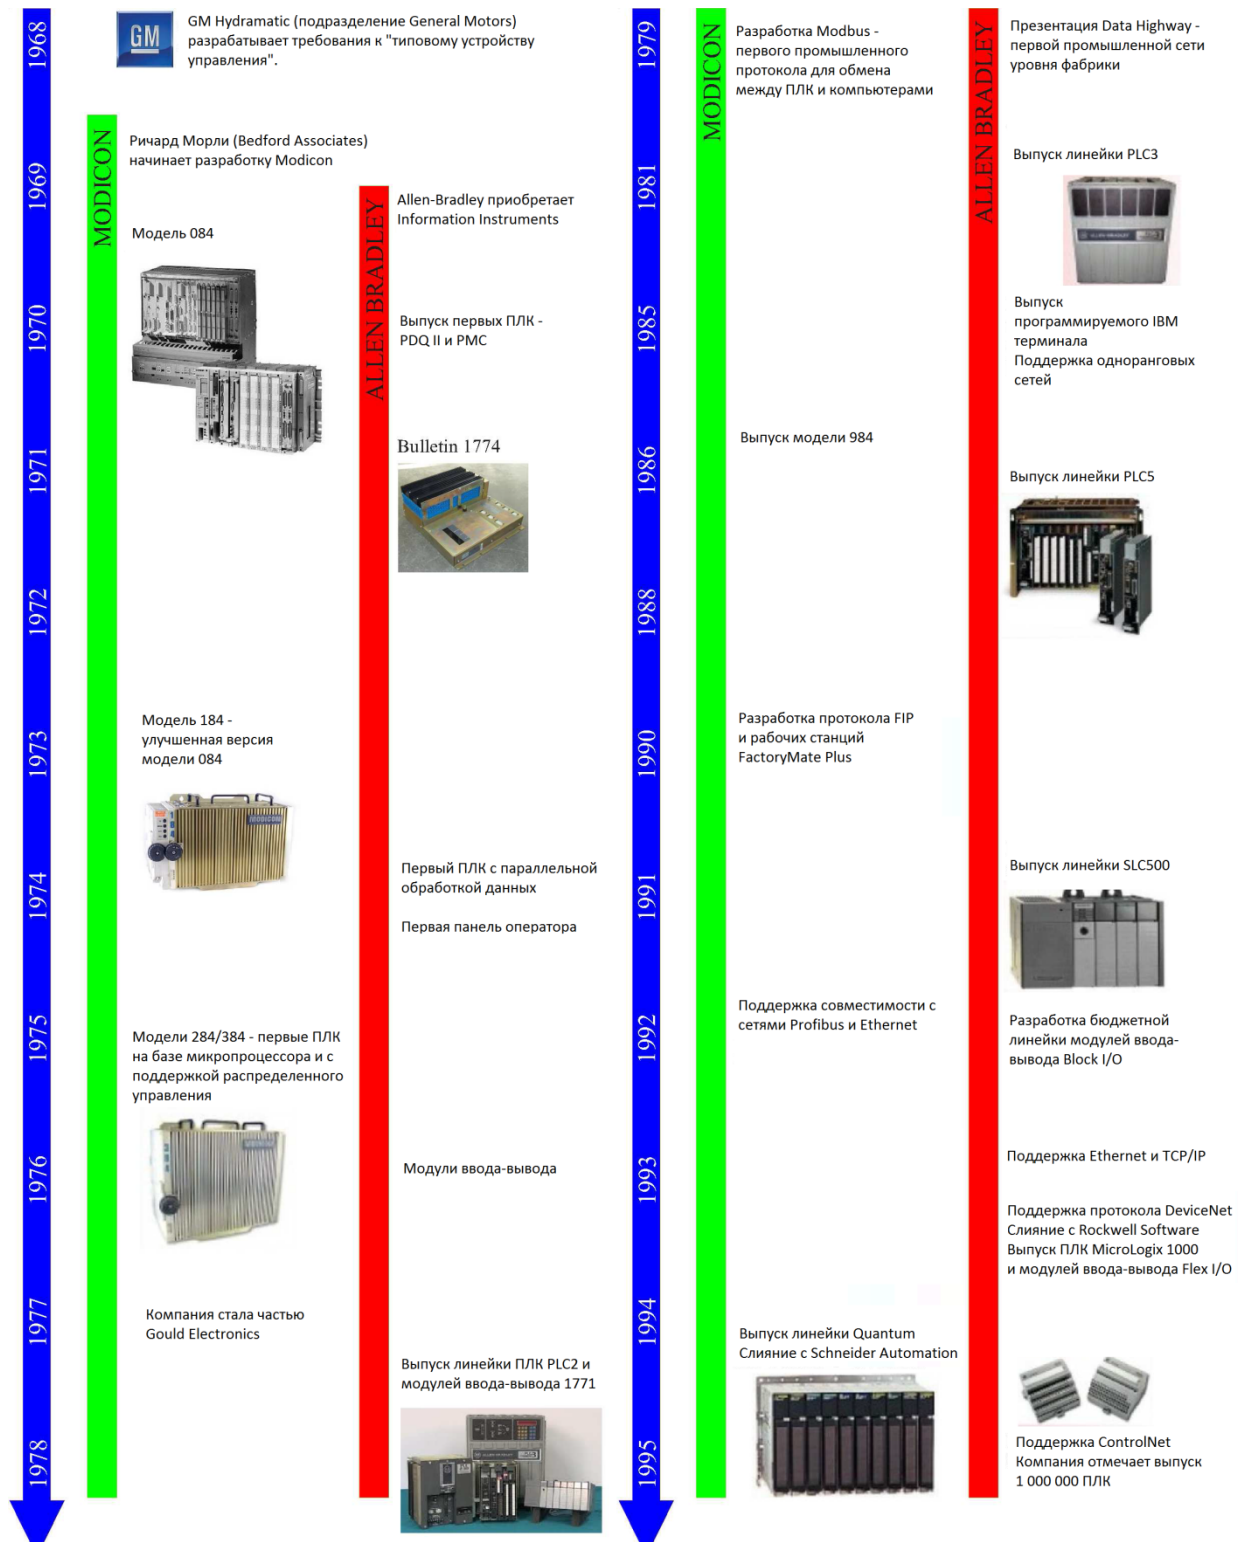 1968
GM
GM Hydramatic (подразделение General Motors)
разрабатывает требования к "типовому устройству
управления".
MODICON
Ричард Морли (Bedford Associates)
начинает разработку Modicon
1969
ALLEN BRADLEY
Allen-Bradley приобретает
Information Instruments
Модель 084
1970
Выпуск первых ПЛК -
PDQ II и PMC
1971
Bulletin 1774
1972
Модель 184 -
улучшенная версия
модели 084
1973
MODICON
1974
Первый ПЛК с параллельной
обработкой данных
Первая панель оператора
1975
Модели 284/384 - первые ПЛК
на базе микропроцессора и с
поддержкой распределенного
управления
MODICON
1976
Модули ввода-вывода
1977
Компания стала частью
Gould Electronics
Выпуск линейки ПЛК PLC2 и
модулей ввода-вывода 1771
1978
1979
MODICON
Разработка Modbus -
первого промышленного
протокола для обмена
между ПЛК и компьютерами
ALLEN BRADLEY
Презентация Data Highway -
первой промышленной сети
уровня фабрики
1981
Выпуск линейки PLC3
ALLEN-BRADLEY
1985
Выпуск
программируемого IBM
терминала
Поддержка одноранговых
сетей
Выпуск модели 984
1986
Выпуск линейки PLC5
1988
Разработка протокола FIP
и рабочих станций
FactoryMate Plus
1990
1991
Выпуск линейки SLC500
1992
Поддержка совместимости с
сетями Profibus и Ethernet
Разработка бюджетной
линейки модулей ввода-
вывода Block I/O
1993
Поддержка Ethernet и TCP/IP
Поддержка протокола DeviceNet
Слияние с Rockwell Software
Выпуск ПЛК MicroLogix 1000
и модулей ввода-вывода Flex I/O
1994
Выпуск линейки Quantum
Слияние с Schneider Automation
1995
Поддержка ControlNet
Компания отмечает выпуск
1 000 000 ПЛК